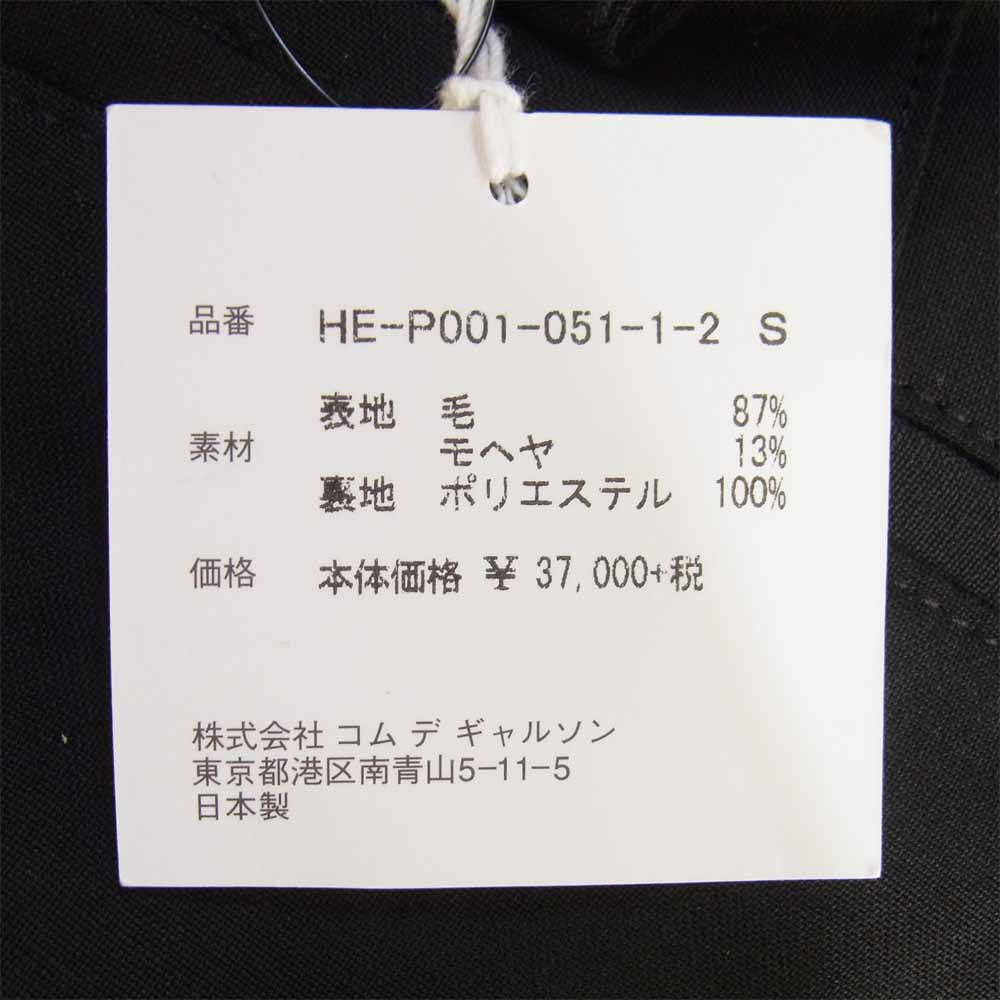 品番 HE-P001-051-1-2 S
表地 毛 87%
素材 モヘヤ 13%
裏地 ポリエステル 100%
価格 本体価格 ¥ 37,000+税
株式会社 コム デ ギャルソン
東京都港区南青山5-11-5
日本製